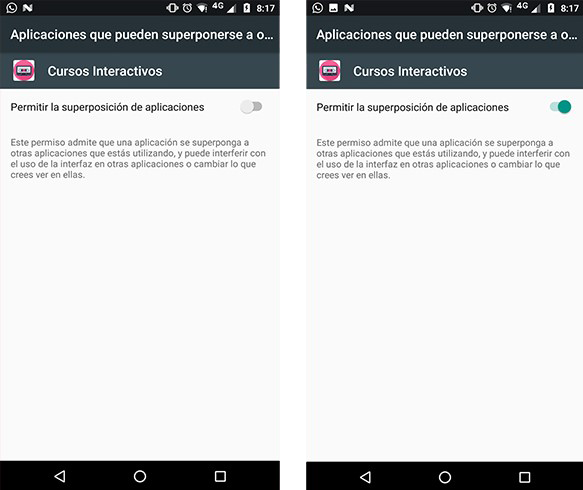 4G 8:17
Aplicaciones que pueden superponerse a o...
Cursos Interactivos
Permitir la superposición de aplicaciones
Este permiso admite que una aplicación se superponga a
otras aplicaciones que estás utilizando, y puede interferir con
el uso de la interfaz en otras aplicaciones o cambiar lo que
crees ver en ellas.
4G 8:17
Aplicaciones que pueden superponerse a o...
Cursos Interactivos
Permitir la superposición de aplicaciones
Este permiso admite que una aplicación se superponga a
otras aplicaciones que estás utilizando, y puede interferir con
el uso de la interfaz en otras aplicaciones o cambiar lo que
crees ver en ellas.